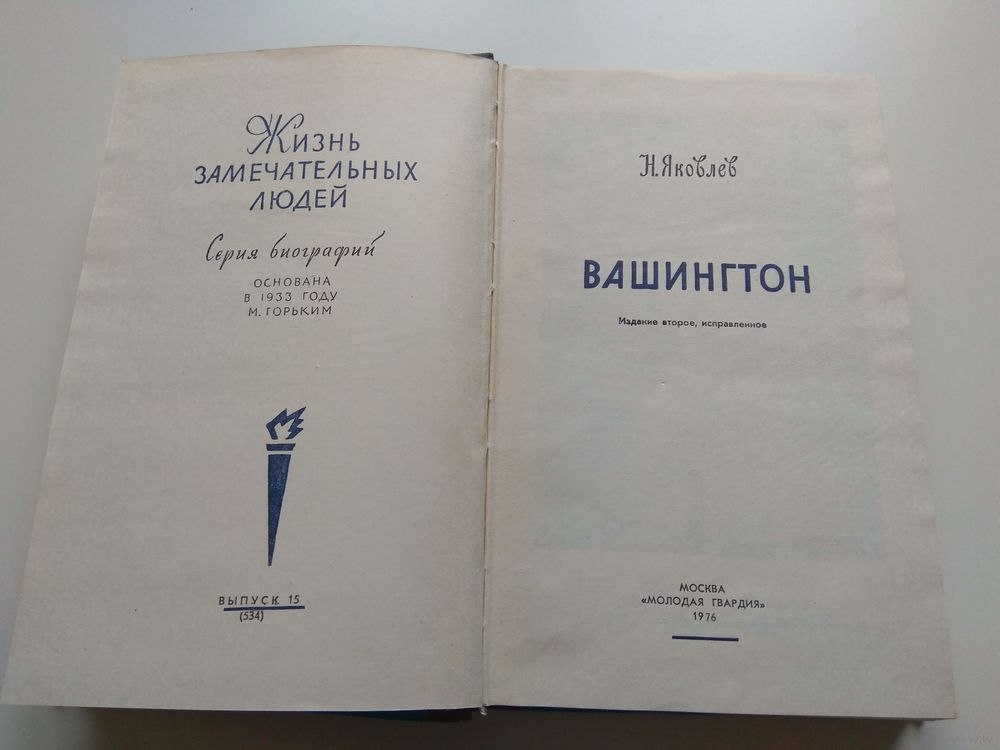 Жизнь
ЗАМЕЧАТЕЛЬНЫХ
ЛЮДЕЙ
Серия биографий
ОСНОВАНА
В 1933 ГОДУ
М. ГОРЬКИМ
ВЫПУСК 15
(534)
Н. Яковлев
ВАШИНГТОН
Издание второе, исправленное
МОСКВА
«МОЛОДАЯ ГВАРДИЯ»
1976